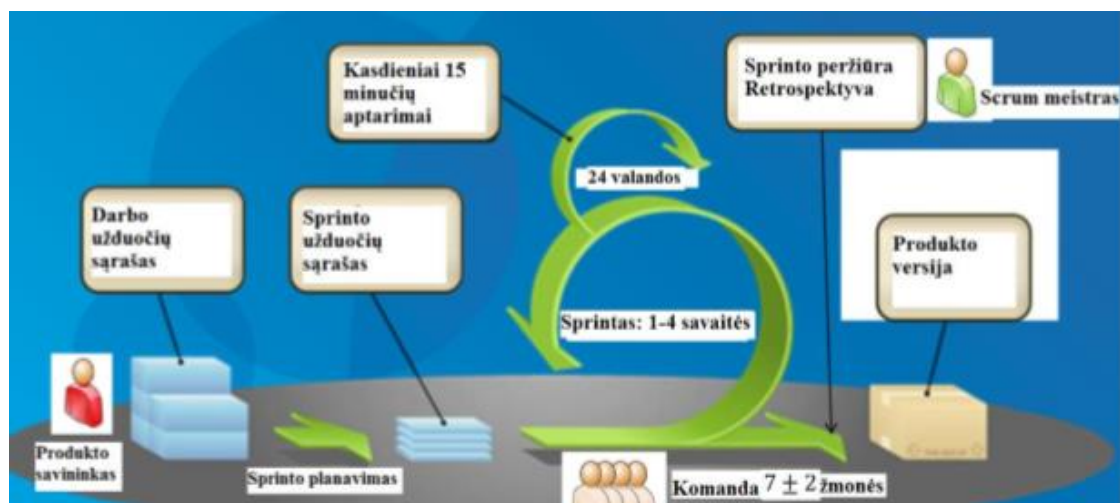 Kasdieniai 15
minučių
aptarimai
Sprinto peržiūra
Retrospektyva
Scrum meistras
24 valandos
Darbo
užduočių
sąrašas
Sprinto
užduočių
sąrašas
Produkto
versija
Sprintas: 1-4 savaitės
Produkto
savininkas
Sprinto planavimas
Komanda 7 ± 2 žmonės